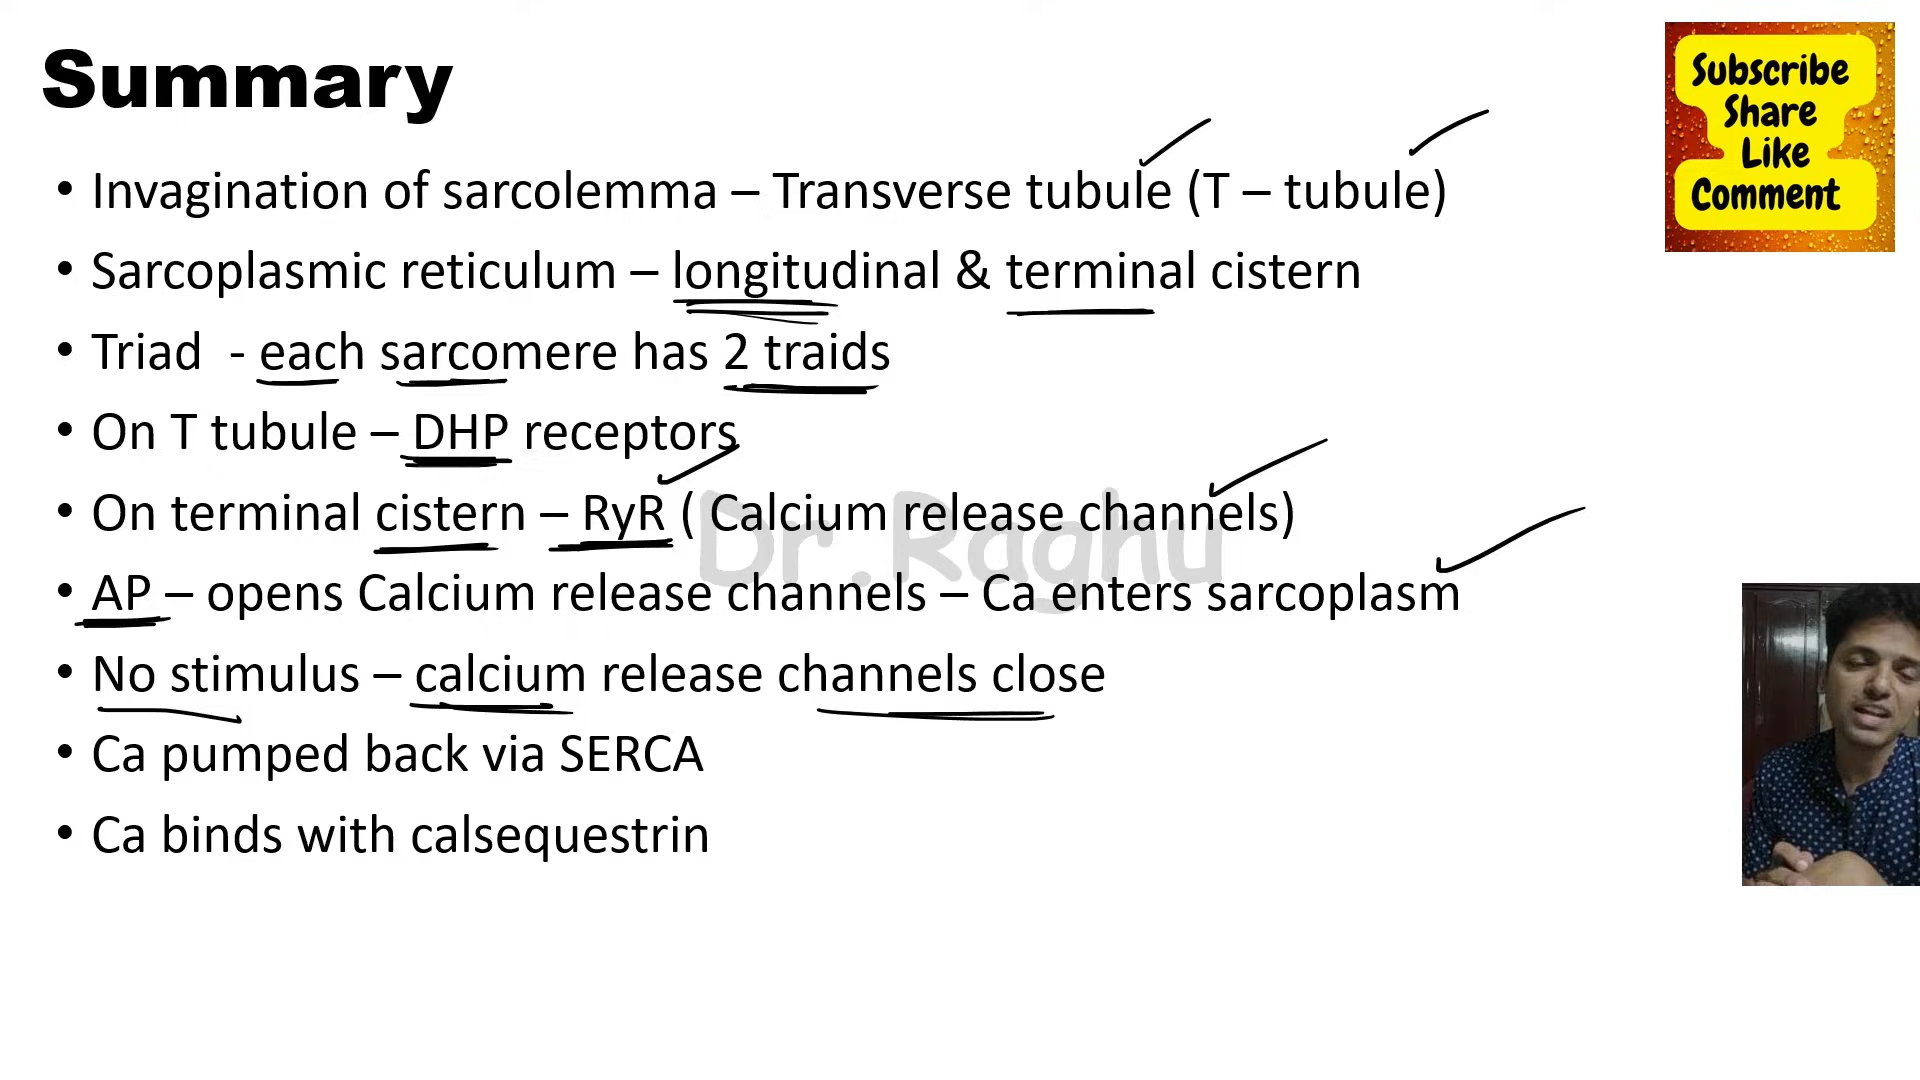 Summary
Subscribe
Share
Like
Comment
• Invagination of sarcolemma – Transverse tubule (T – tubule)
• Sarcoplasmic reticulum – longitudinal & terminal cistern
• Triad  - each sarcomere has 2 traids
• On T tubule – DHP receptors
• On terminal cistern – RyR ( Calcium release channels)
Dr.Raghu
• AP – opens Calcium release channels – Ca enters sarcoplasm
• No stimulus – calcium release channels close
• Ca pumped back via SERCA
• Ca binds with calsequestrin